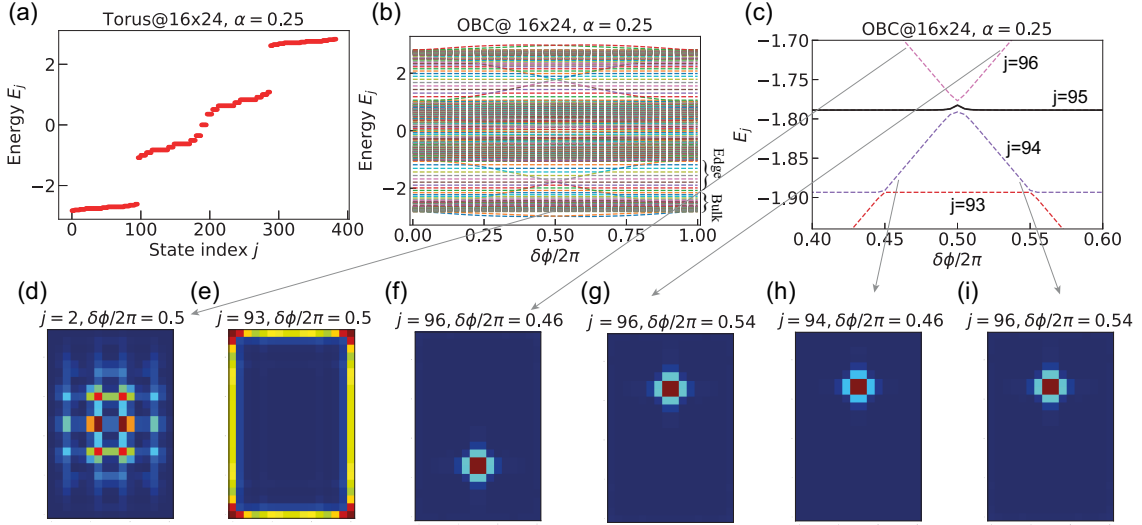 (a)
Torus@16x24, α = 0.25
Energy E_j
2
0
−2
0 100 200 300 400
State index j
(b)
OBC@ 16x24, α = 0.25
Energy E_j
2
0
−2
Edge
Bulk
0.00 0.25 0.50 0.75 1.00
δϕ/2π
(c)
OBC@ 16x24, α = 0.25
E_j
−1.70
−1.75
−1.80
−1.85
−1.90
j=96
j=95
j=94
j=93
0.40 0.45 0.50 0.55 0.60
δϕ/2π
(d)
j = 2, δϕ/2π = 0.5
(e)
j = 93, δϕ/2π = 0.5
(f)
j = 96, δϕ/2π = 0.46
(g)
j = 96, δϕ/2π = 0.54
(h)
j = 94, δϕ/2π = 0.46
(i)
j = 96, δϕ/2π = 0.54